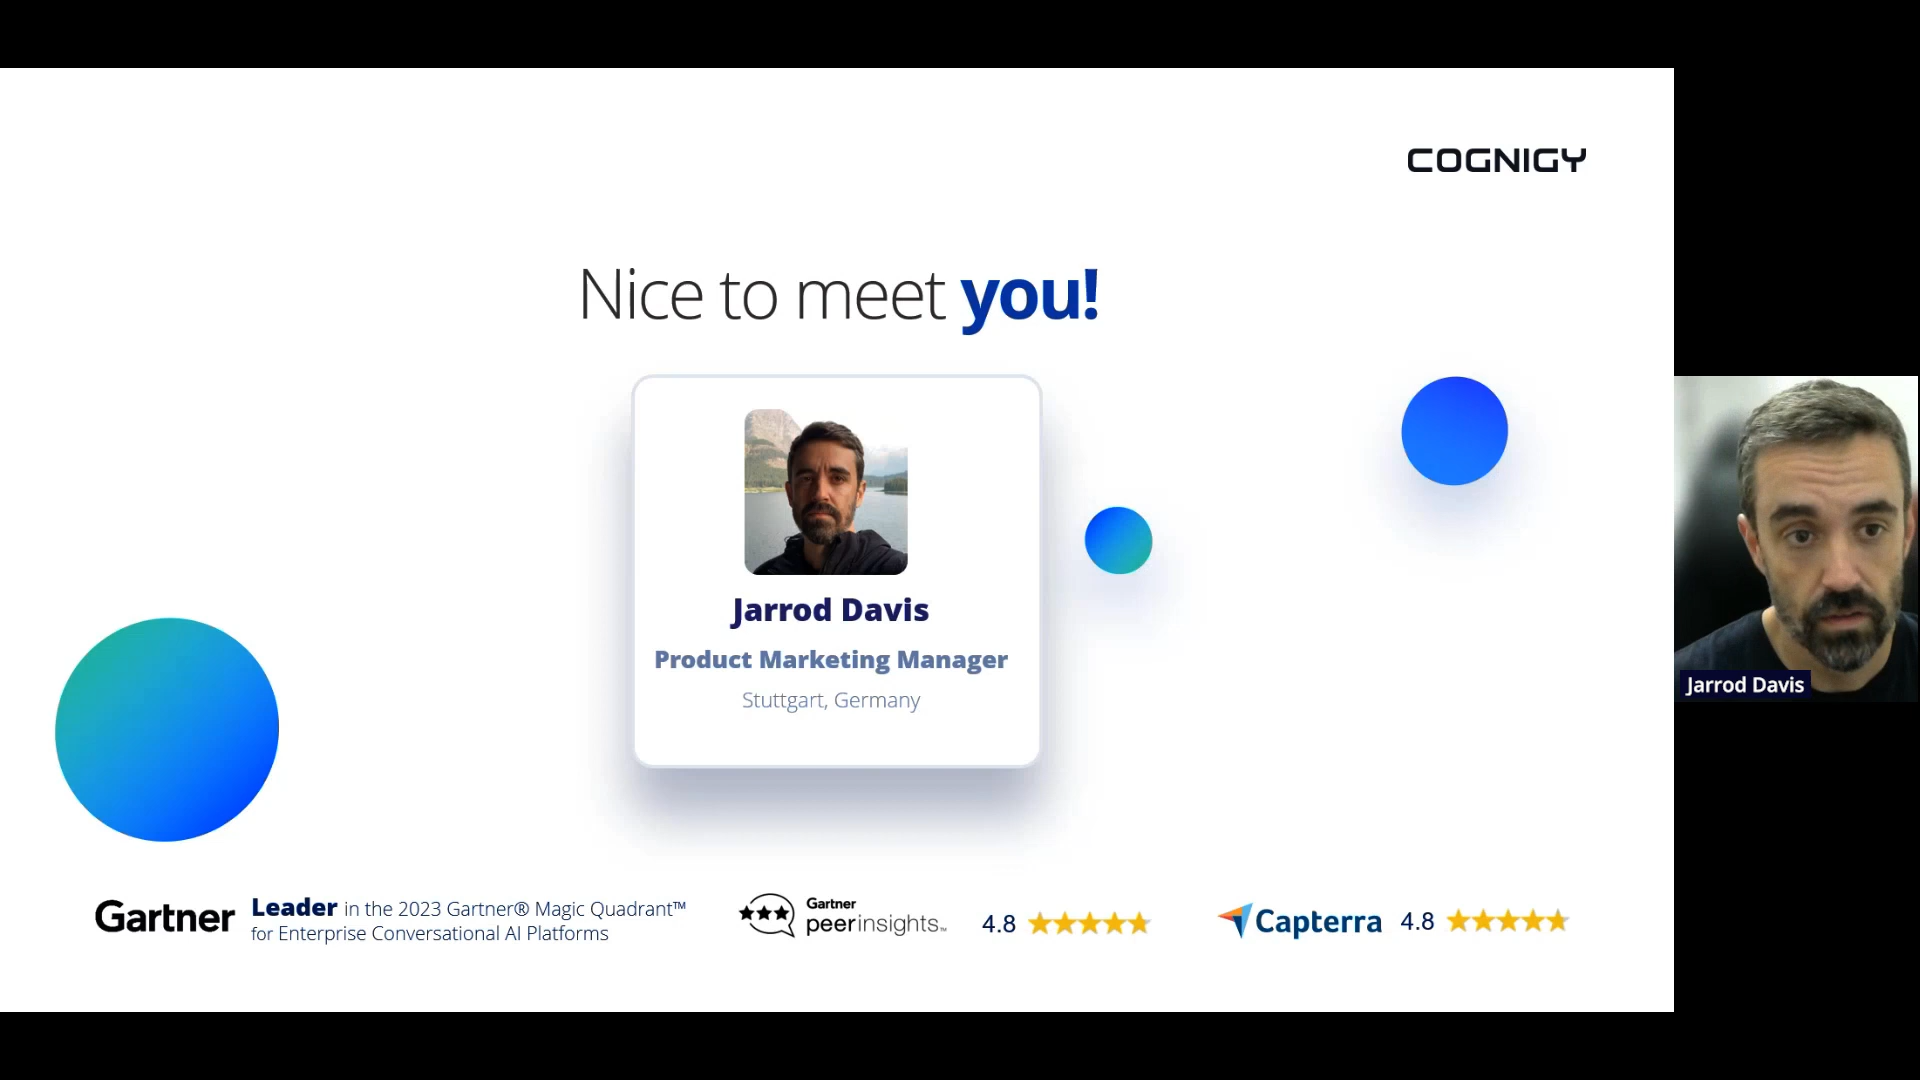 COGNIGY
Nice to meet you!
Jarrod Davis
Product Marketing Manager
Stuttgart, Germany
Jarrod Davis
Gartner
Leader in the 2023 Gartner® Magic Quadrant™
for Enterprise Conversational AI Platforms
Gartner
peerinsights™
4.8
Capterra
4.8